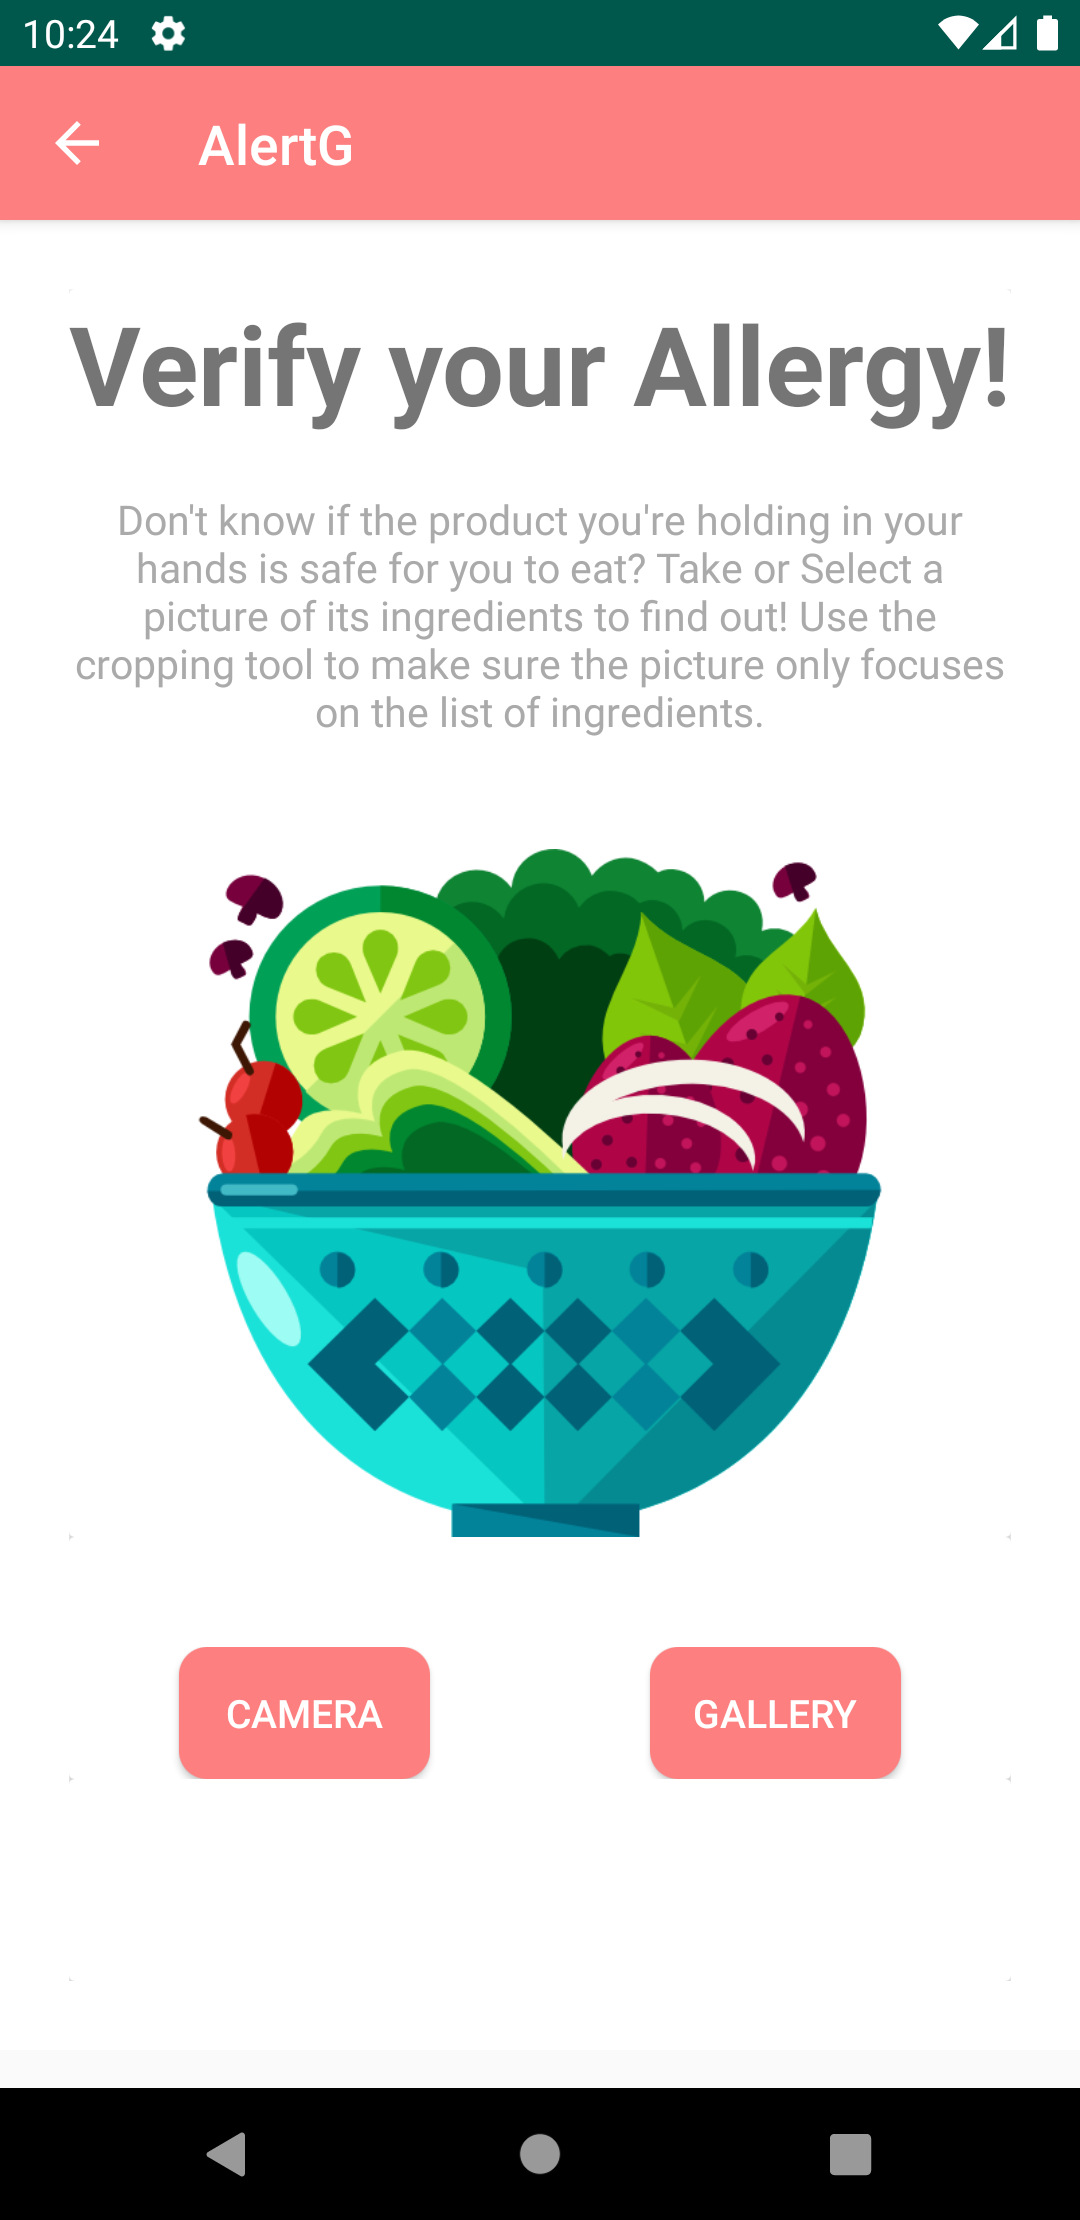 10:24
AlertG
Verify your Allergy!
Don't know if the product you're holding in your
hands is safe for you to eat? Take or Select a
picture of its ingredients to find out! Use the
cropping tool to make sure the picture only focuses
on the list of ingredients.
CAMERA
GALLERY